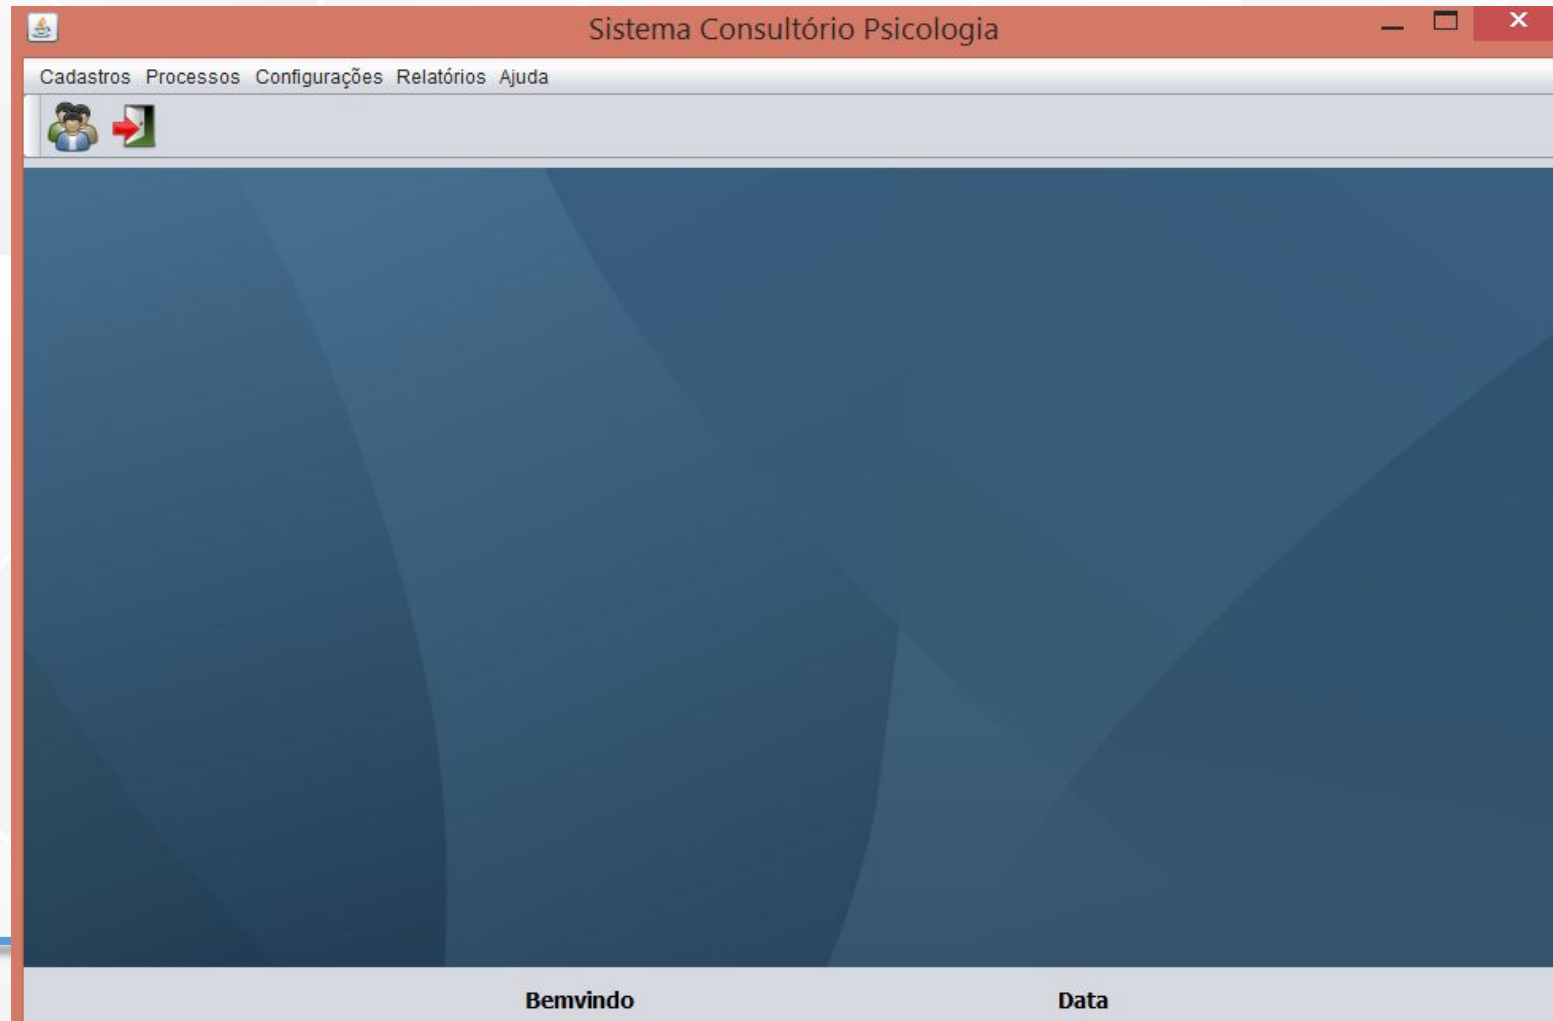 Sistema Consultório Psicologia
Cadastros Processos Configurações Relatórios Ajuda
Bemvindo Data